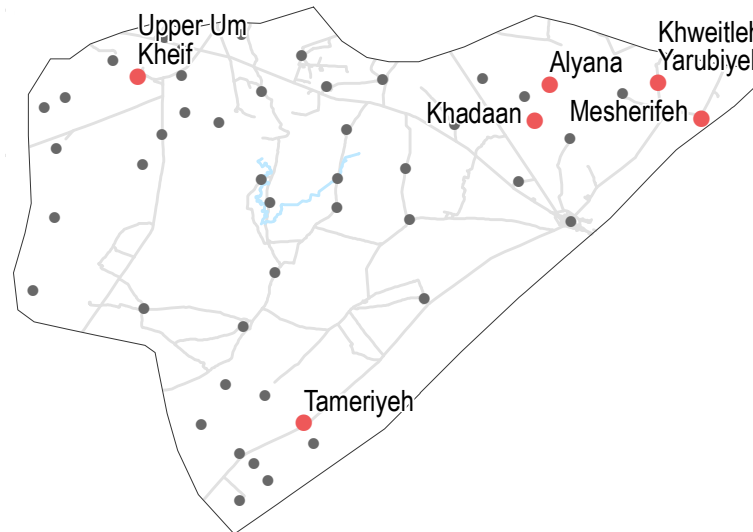 Upper Um
Kheif
Khweitleh
Yarubiyeh
Alyana
Khadaan
Mesherifeh
Tameriyeh